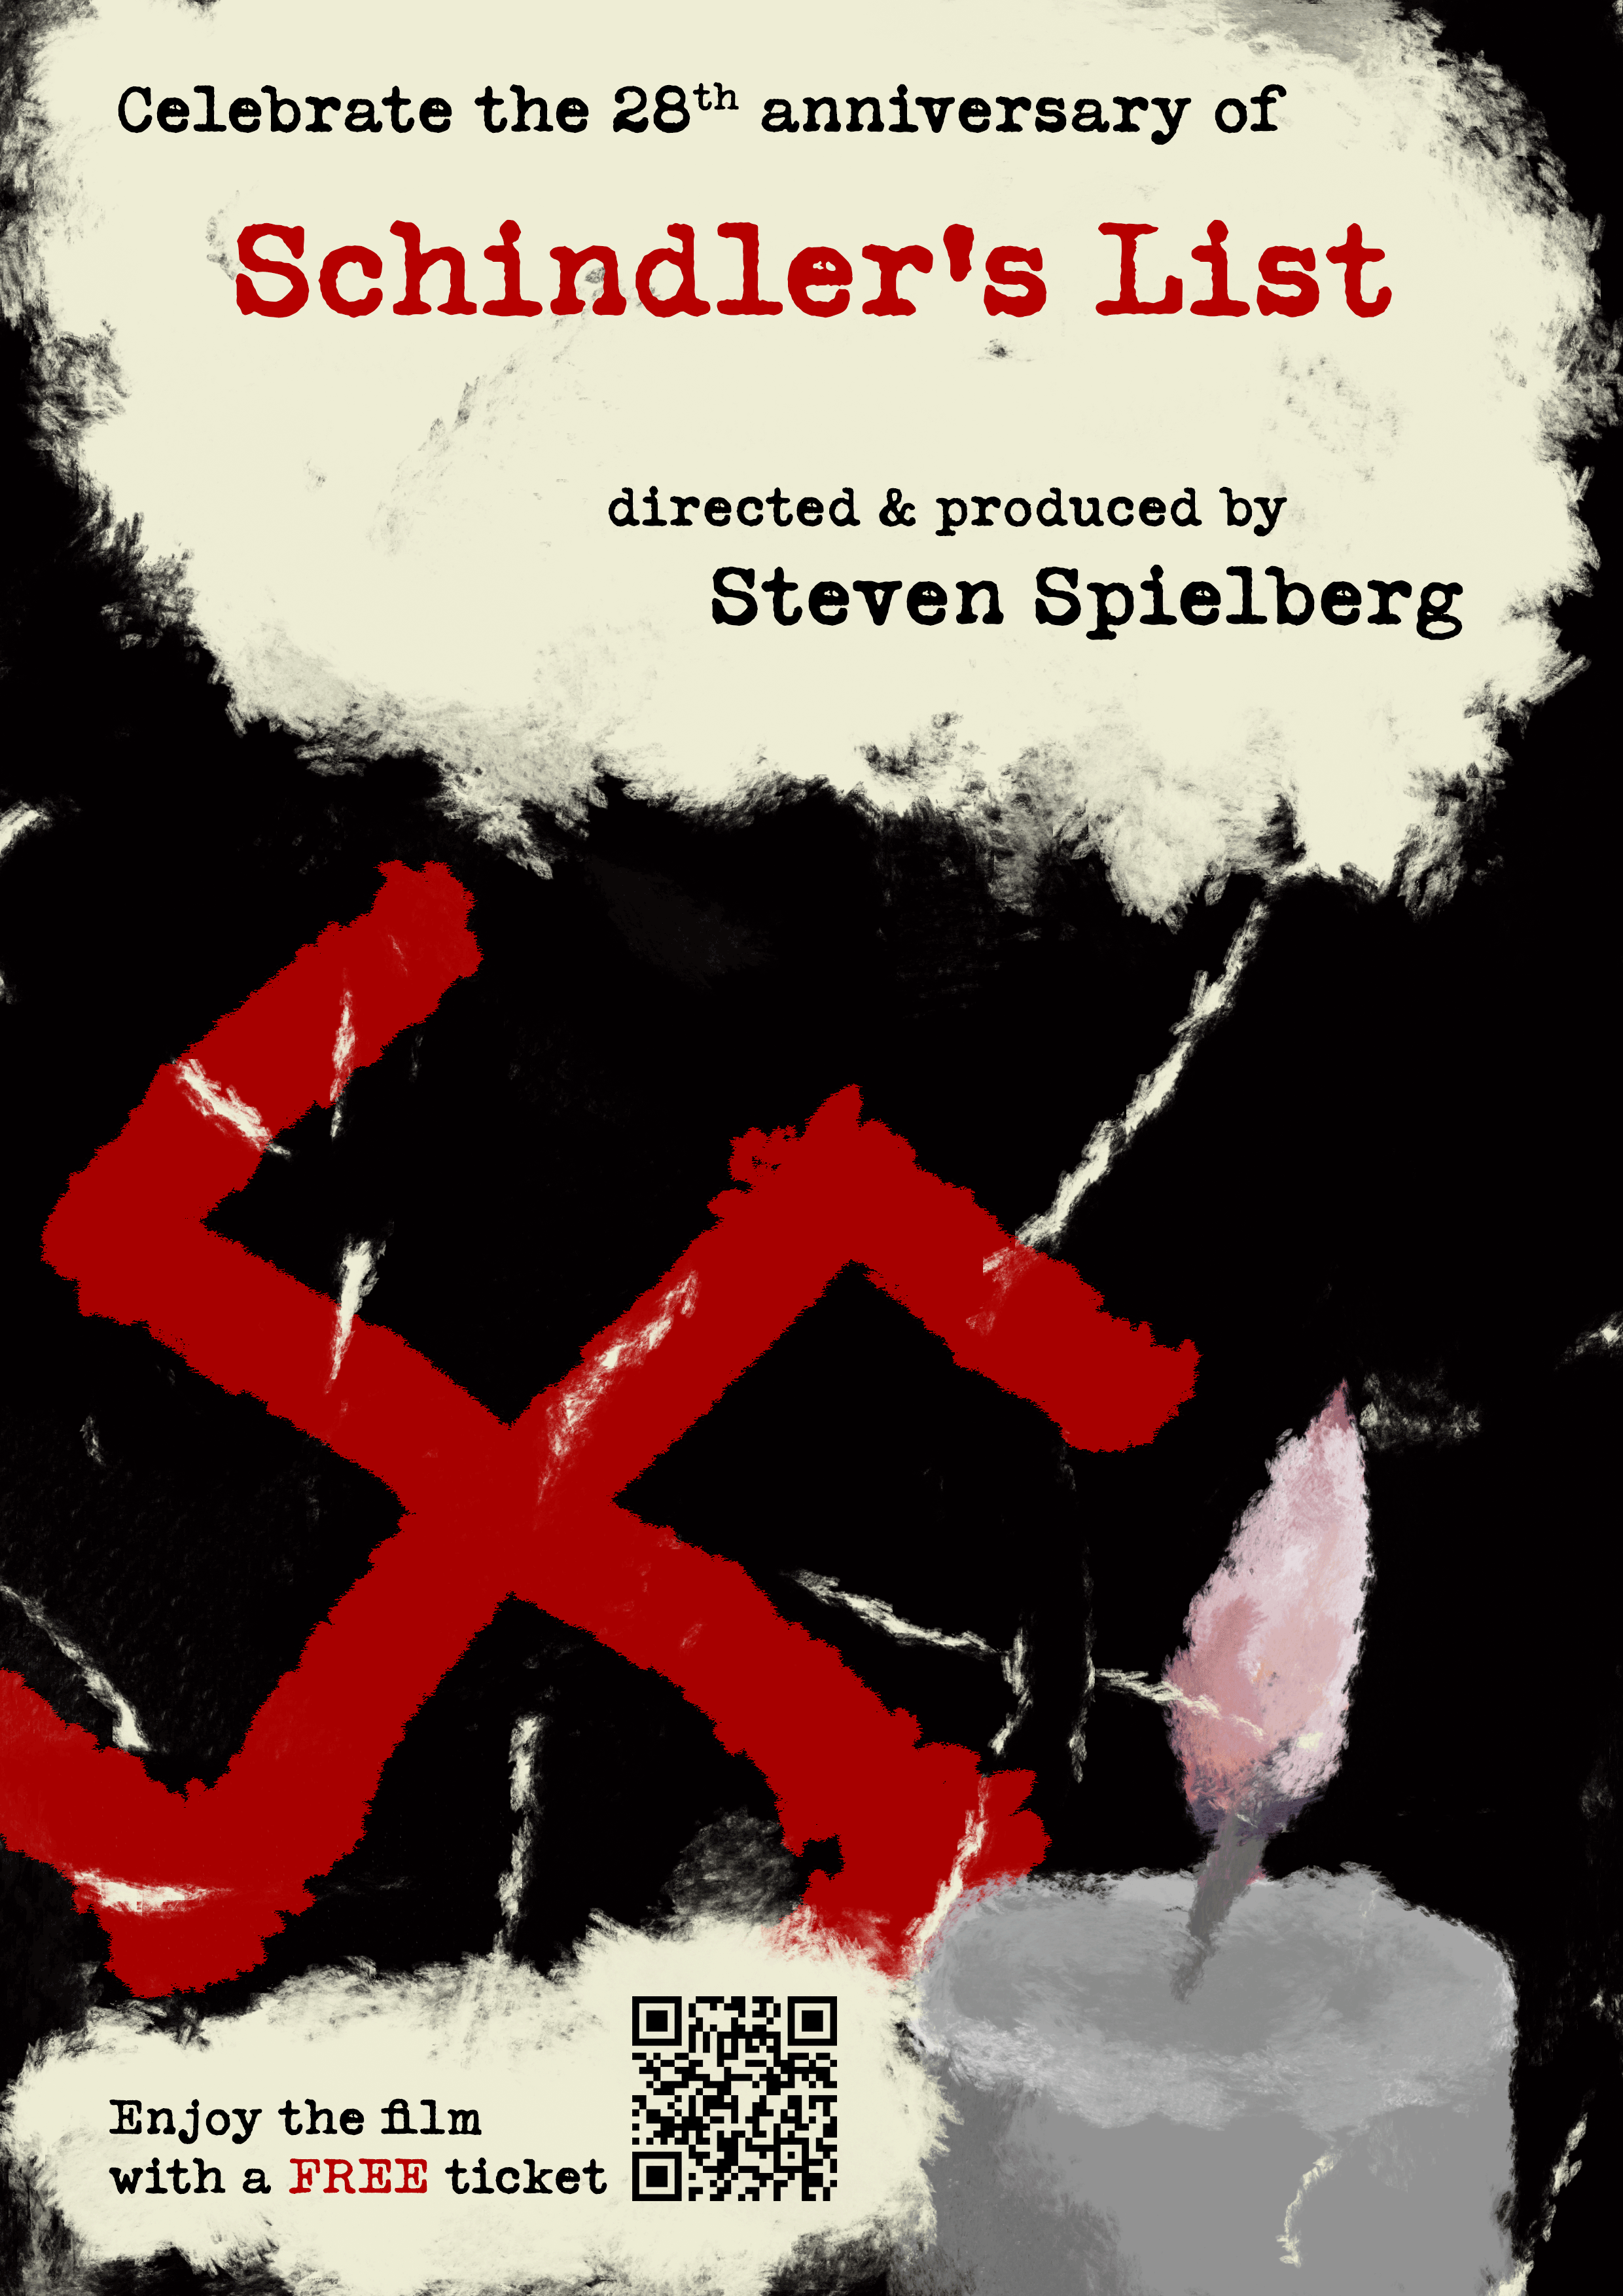 Celebrate the 28th anniversary of
Schindler's List
directed & produced by
Steven Spielberg
Enjoy the film
with a FREE ticket